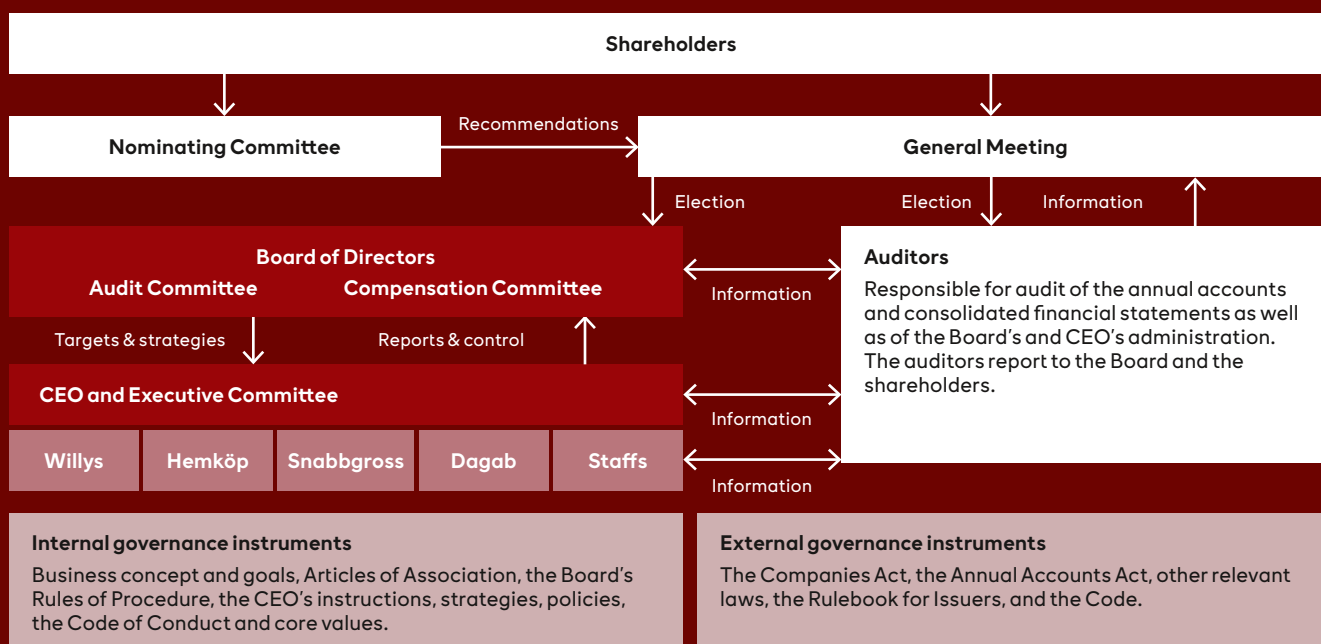 Shareholders
Nominating Committee
Recommendations
General Meeting
Election
Election
Information
Board of Directors
Audit Committee
Compensation Committee
Information
Auditors
Responsible for audit of the annual accounts
and consolidated financial statements as well
as of the Board's and CEO's administration.
The auditors report to the Board and the
shareholders.
Targets & strategies
Reports & control
CEO and Executive Committee
Information
Willys
Hemköp
Snabbgross
Dagab
Staffs
Information
Internal governance instruments
Business concept and goals, Articles of Association, the Board's
Rules of Procedure, the CEO's instructions, strategies, policies,
the Code of Conduct and core values.
External governance instruments
The Companies Act, the Annual Accounts Act, other relevant
laws, the Rulebook for Issuers, and the Code.